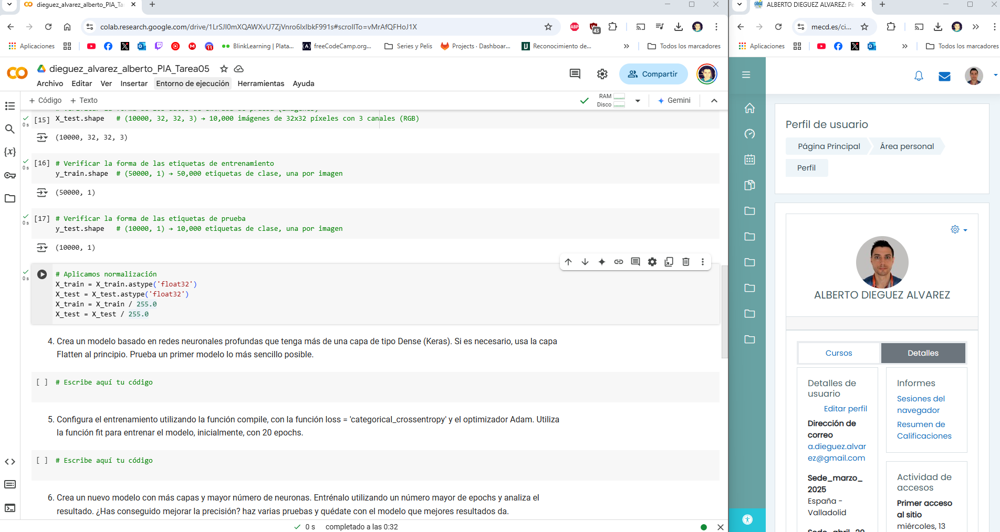 dieguez_alvarez_alberto_PIA_Ta
colab.research.google.com/drive/1LrSJI0mXQAWXvU7ZjVnro6lxlbkF991s#scrollTo=vMrAfQFHoJ1X
ABP
43
Aplicaciones
11
BlinkLearning | Plata...
freeCodeCamp.org...
Series y Pelis
Projects · Dashboar...
Reconocimiento de...
»
Todos los marcadores
dieguez_alvarez_alberto_PIA_Tarea05
Archivo Editar Ver Insertar Entorno de ejecución Herramientas Ayuda
Compartir
+ Código + Texto
RAM
Disco
Gemini
[15] X_test.shape   # (10000, 32, 32, 3) → 10,000 imágenes de 32x32 píxeles con 3 canales (RGB)
0 s
(10000, 32, 32, 3)
[16] # Verificar la forma de las etiquetas de entrenamiento
0 s
y_train.shape  # (50000, 1) → 50,000 etiquetas de clase, una por imagen
(50000, 1)
[17] # Verificar la forma de las etiquetas de prueba
0 s
y_test.shape   # (10000, 1) → 10,000 etiquetas de clase, una por imagen
(10000, 1)
0 s
# Aplicamos normalización
X_train = X_train.astype('float32')
X_test = X_test.astype('float32')
X_train = X_train / 255.0
X_test = X_test / 255.0
4. Crea un modelo basado en redes neuronales profundas que tenga más de una capa de tipo Dense (Keras). Si es necesario, usa la capa
Flatten al principio. Prueba un primer modelo lo más sencillo posible.
[ ] # Escribe aquí tu código
5. Configura el entrenamiento utilizando la función compile, con la función loss = 'categorical_crossentropy' y el optimizador Adam. Utiliza
la función fit para entrenar el modelo, inicialmente, con 20 epochs.
[ ] # Escribe aquí tu código
6. Crea un nuevo modelo con más capas y mayor número de neuronas. Entrénalo utilizando un número mayor de epochs y analiza el
resultado. ¿Has conseguido mejorar la precisión? haz varias pruebas y quédate con el modelo que mejores resultados da.
0 s completado a las 0:32
ALBERTO DIEGUEZ ALVAREZ: Pe
mecd.es/ci...
»
Aplicaciones
»
Todos los marcadores
Perfil de usuario
Página Principal
Área personal
Perfil
ALBERTO DIEGUEZ ALVAREZ
Cursos
Detalles
Detalles de
usuario
Editar perfil
Dirección de
correo
a.dieguez.alvar
ez@gmail.com
Sede_marzo_
2025
España -
Valladolid
Informes
Sesiones del
navegador
Resumen de
Calificaciones
Actividad de
accesos
Primer acceso
al sitio
miércoles, 13